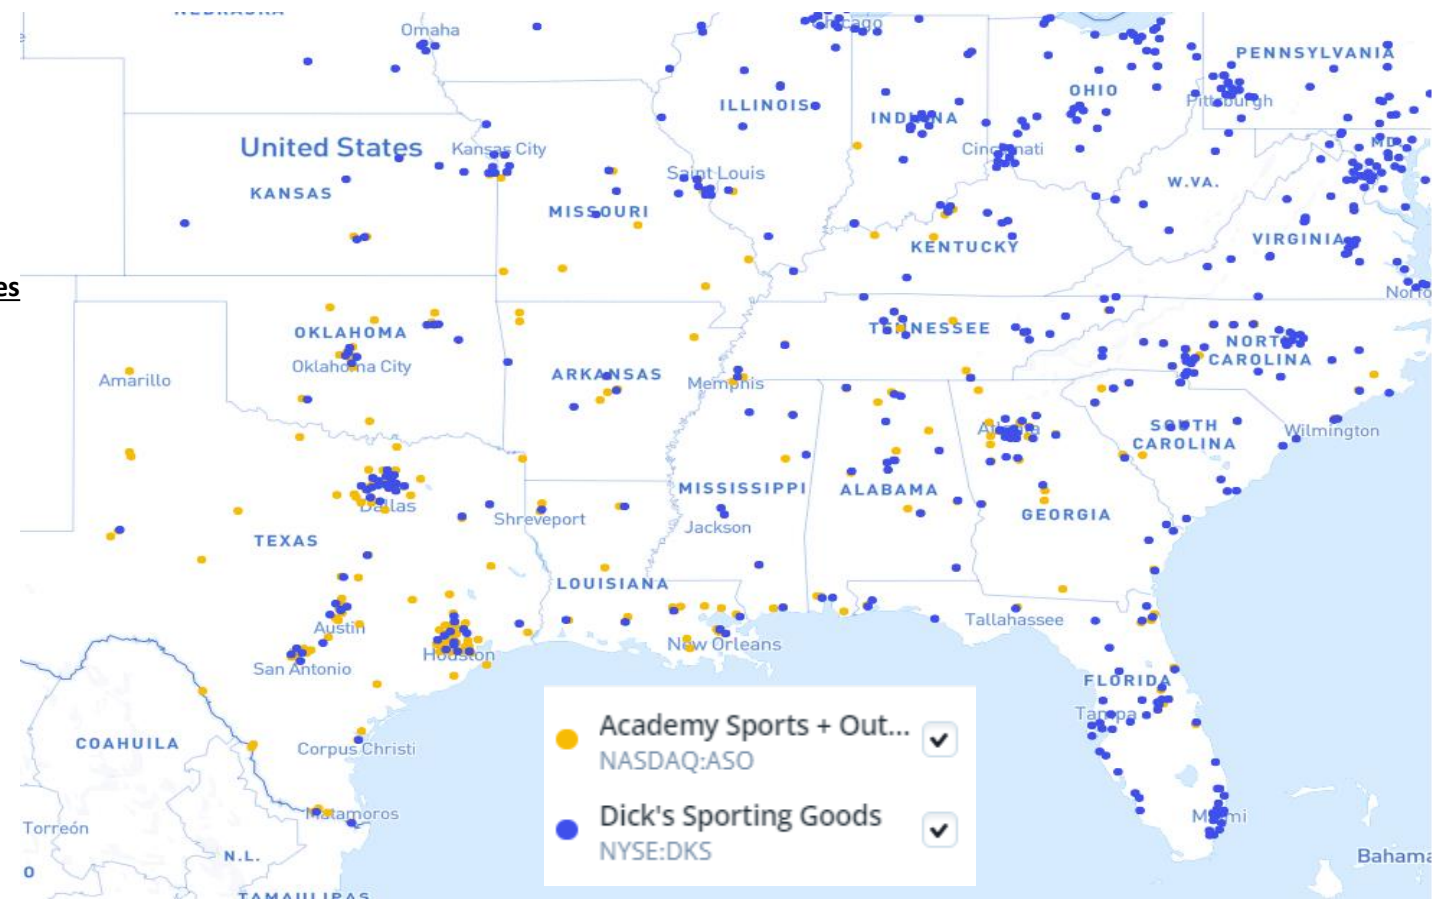 Omaha
Chicago
PENNSYLVANIA
OHIO
ILLINOIS
Pittsburgh
INDIANA
United States
Kansas City
Cincinnati
MD.
Saint Louis
KANSAS
W.VA.
MISSOURI
KENTUCKY
VIRGINIA
es
OKLAHOMA
TENNESSEE
NORTH
CAROLINA
Oklahoma City
Amarillo
ARKANSAS
Memphis
Atlanta
SOUTH
CAROLINA
Wilmington
MISSISSIPPI
ALABAMA
Dallas
Shreveport
Jackson
GEORGIA
TEXAS
LOUISIANA
Austin
Tallahassee
New Orleans
Houston
San Antonio
FLORIDA
Tampa
COAHUILA
Corpus Christi
Academy Sports + Out...
NASDAQ:ASO
Dick's Sporting Goods
NYSE:DKS
Matamoros
Miami
Torreón
N.L.
Bahama
O
TAMAULIPAS